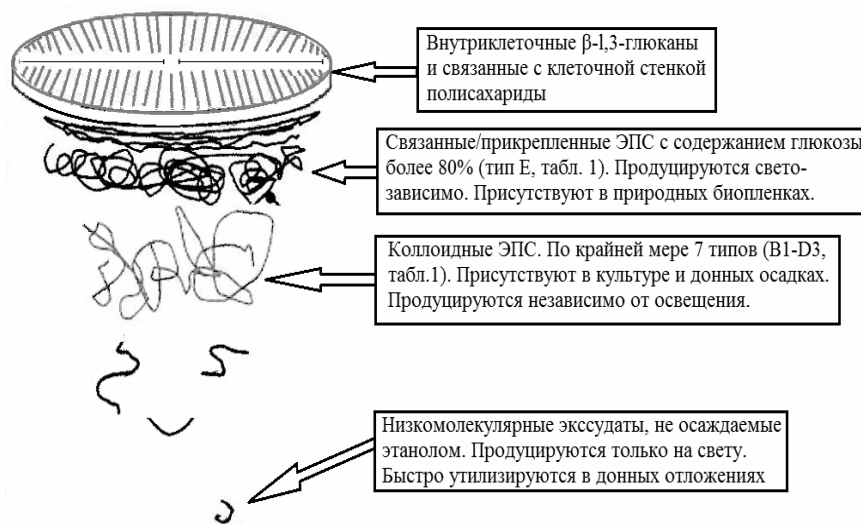 Внутриклеточные β-1,3-глюканы
и связанные с клеточной стенкой
полисахариды
Связанные/прикрепленные ЭПС с содержанием глюкозы
более 80% (тип Е, табл. 1). Продуцируются свето-
зависимо. Присутствуют в природных биопленках.
Коллоидные ЭПС. По крайней мере 7 типов (B1-D3,
табл.1). Присутствуют в культуре и донных осадках.
Продуцируются независимо от освещения.
Низкомолекулярные экссудаты, не осаждаемые
этанолом. Продуцируются только на свету.
Быстро утилизируются в донных отложениях